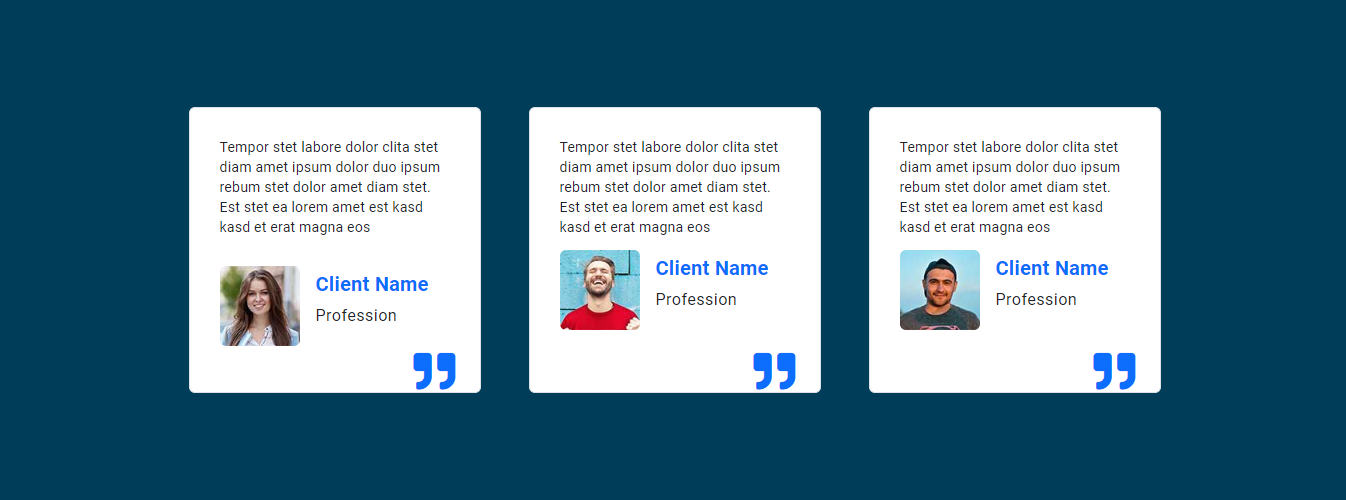 Tempor stet labore dolor clita stet
diam amet ipsum dolor duo ipsum
rebum stet dolor amet diam stet.
Est stet ea lorem amet est kasd
kasd et erat magna eos
Client Name
Profession
Tempor stet labore dolor clita stet
diam amet ipsum dolor duo ipsum
rebum stet dolor amet diam stet.
Est stet ea lorem amet est kasd
kasd et erat magna eos
Client Name
Profession
Tempor stet labore dolor clita stet
diam amet ipsum dolor duo ipsum
rebum stet dolor amet diam stet.
Est stet ea lorem amet est kasd
kasd et erat magna eos
Client Name
Profession